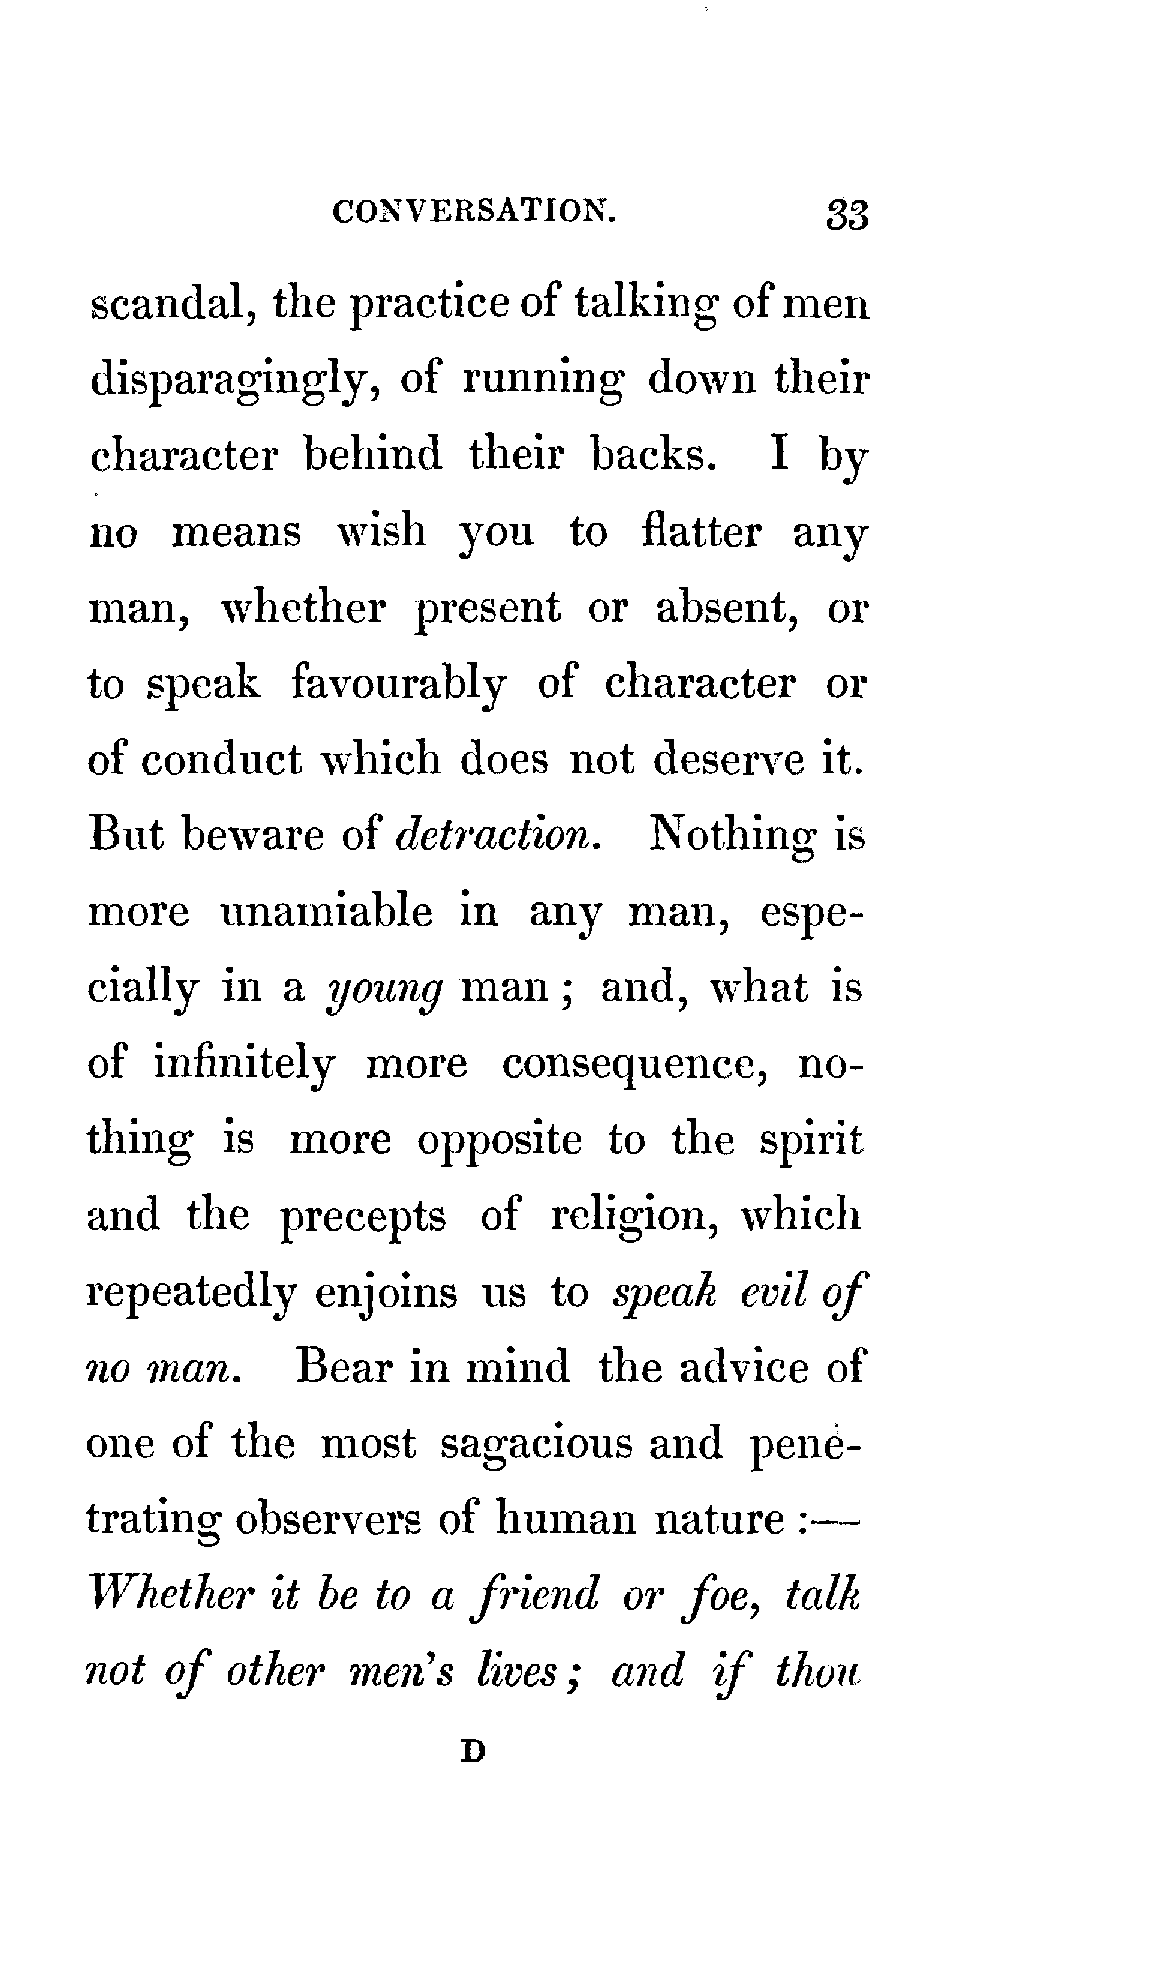 CONVERSATION. 33
scandal, the practice of talking of men
disparagingly, of running down their
character behind their backs. I by
no means wish you to flatter any
man, whether present or absent, or
to speak favourably of character or
of conduct which does not deserve it.
But beware of detraction. Nothing is
more unamiable in any man, espe-
cially in a young man ; and, what is
of infinitely more consequence, no-
thing is more opposite to the spirit
and the precepts of religion, which
repeatedly enjoins us to speak evil of
no man. Bear in mind the advice of
one of the most sagacious and pene-
trating observers of human nature :—
Whether it be to a friend or foe, talk
not of other men's lives ; and if thou
D